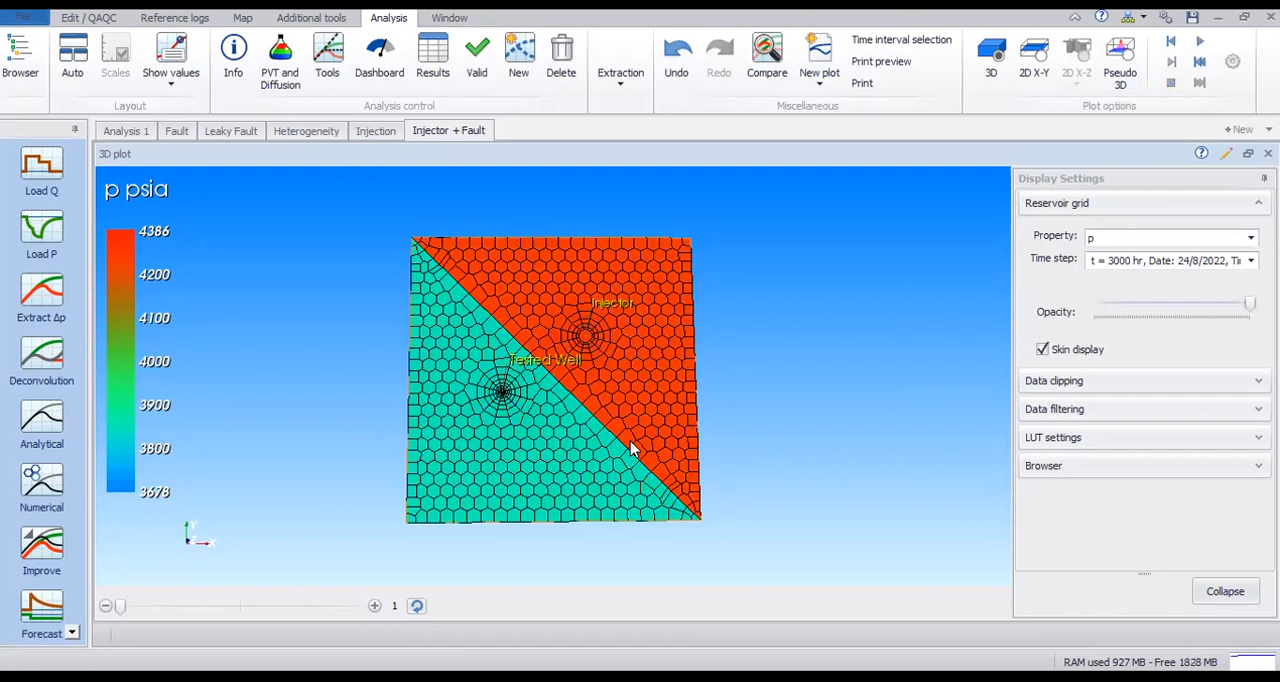 File
Edit / QAQC
Reference logs
Map
Additional tools
Analysis
Window
Browser
Auto
Scales
Show values
Layout
Info
PVT and Diffusion
Tools
Dashboard
Results
Valid
New
Delete
Analysis control
Extraction
Undo
Redo
Compare
New plot
Time interval selection
Print preview
Print
Miscellaneous
3D
2D X-Y
2D X-Z
Pseudo 3D
Plot options
Analysis 1
Fault
Leaky Fault
Heterogeneity
Injection
Injector + Fault
+ New
3D plot
Load Q
Load P
Extract Δp
Deconvolution
Analytical
Numerical
Improve
Forecast
p psia
4386
4200
4100
4000
3900
3800
3678
Injector
Tested Well
Y
X
1
Display Settings
Reservoir grid
Property: p
Time step: t = 3000 hr, Date: 24/8/2022, Ti
Opacity:
Skin display
Data clipping
Data filtering
LUT settings
Browser
Collapse
RAM used 927 MB - Free 1828 MB